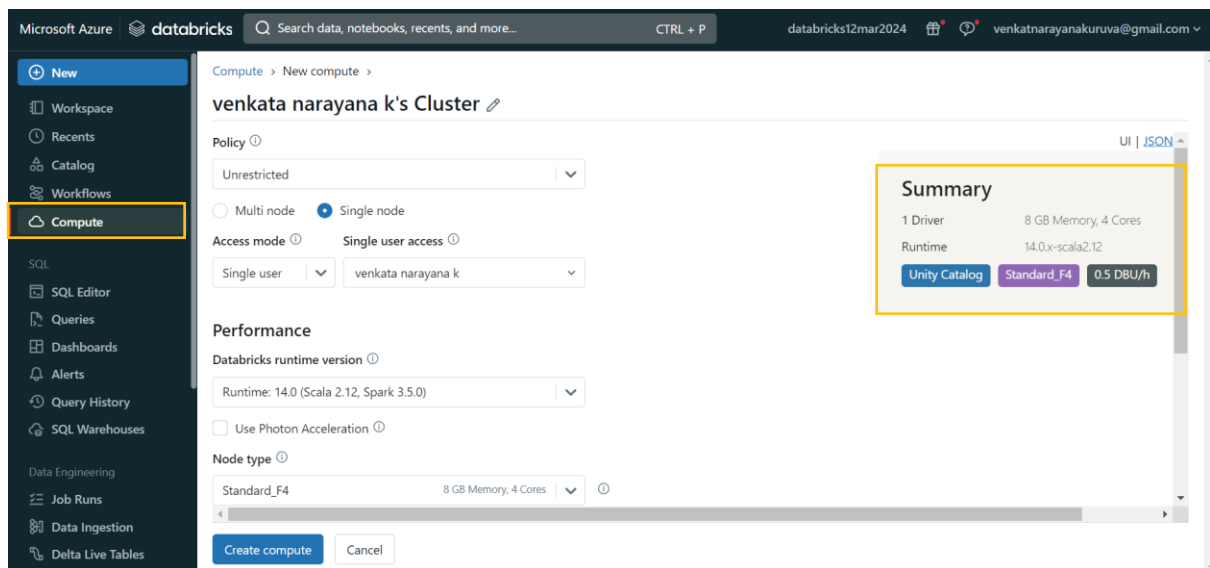 Microsoft Azure databricks Search data, notebooks, recents, and more... CTRL + P databricks12mar2024 venkatnarayanakuruva@gmail.com
New
Workspace
Recents
Catalog
Workflows
Compute
SQL
SQL Editor
Queries
Dashboards
Alerts
Query History
SQL Warehouses
Data Engineering
Job Runs
Data Ingestion
Delta Live Tables
Compute > New compute >
venkata narayana k's Cluster
Policy
UI | JSON
Unrestricted
Multi node Single node
Access mode Single user access
Single user venkata narayana k
Performance
Databricks runtime version
Runtime: 14.0 (Scala 2.12, Spark 3.5.0)
Use Photon Acceleration
Node type
Standard_F4 8 GB Memory, 4 Cores
Create compute Cancel
Summary
1 Driver 8 GB Memory, 4 Cores
Runtime 14.0.x-scala2.12
Unity Catalog Standard_F4 0.5 DBU/h